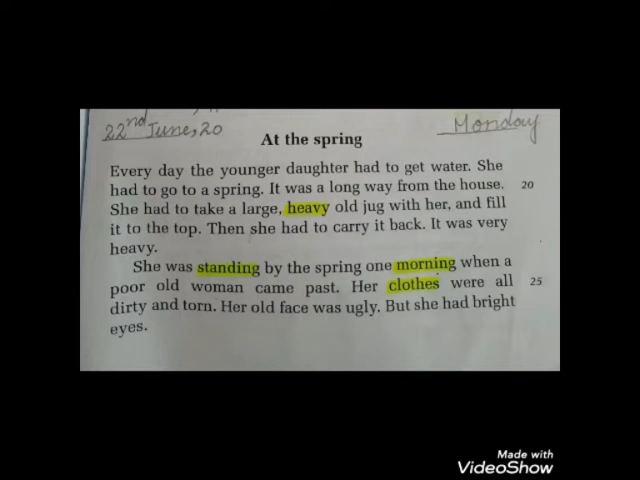 22nd June, 20
Monday
At the spring
Every day the younger daughter had to get water. She
had to go to a spring. It was a long way from the house. 20
She had to take a large, heavy old jug with her, and fill
it to the top. Then she had to carry it back. It was very
heavy.
She was standing by the spring one morning when a
poor old woman came past. Her clothes were all 25
dirty and torn. Her old face was ugly. But she had bright
eyes.
Made with
VideoShow